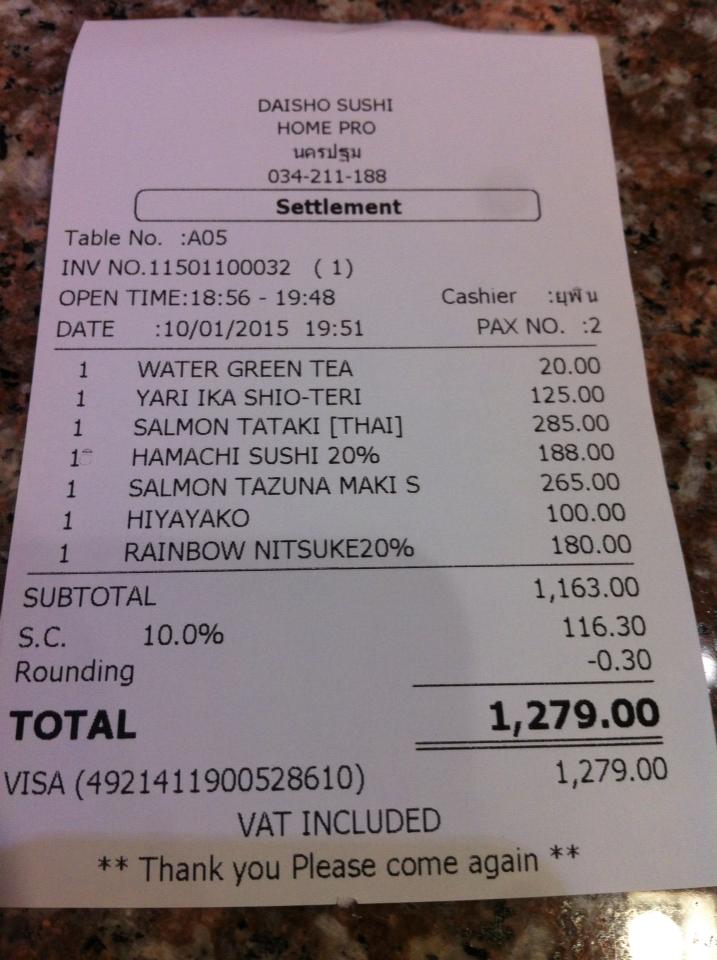 DAISHO SUSHI
HOME PRO
นครปฐม
034-211-188
Settlement
Table No. :A05
INV NO.11501100032 ( 1)
OPEN TIME:18:56 - 19:48 Cashier :ยุพิน
DATE :10/01/2015 19:51 PAX NO. :2
1 WATER GREEN TEA 20.00
1 YARI IKA SHIO-TERI 125.00
1 SALMON TATAKI [THAI] 285.00
1 HAMACHI SUSHI 20% 188.00
1 SALMON TAZUNA MAKI S 265.00
1 HIYAYAKO 100.00
1 RAINBOW NITSUKE20% 180.00
SUBTOTAL 1,163.00
S.C. 10.0% 116.30
Rounding -0.30
TOTAL 1,279.00
VISA (4921411900528610) 1,279.00
VAT INCLUDED
** Thank you Please come again **